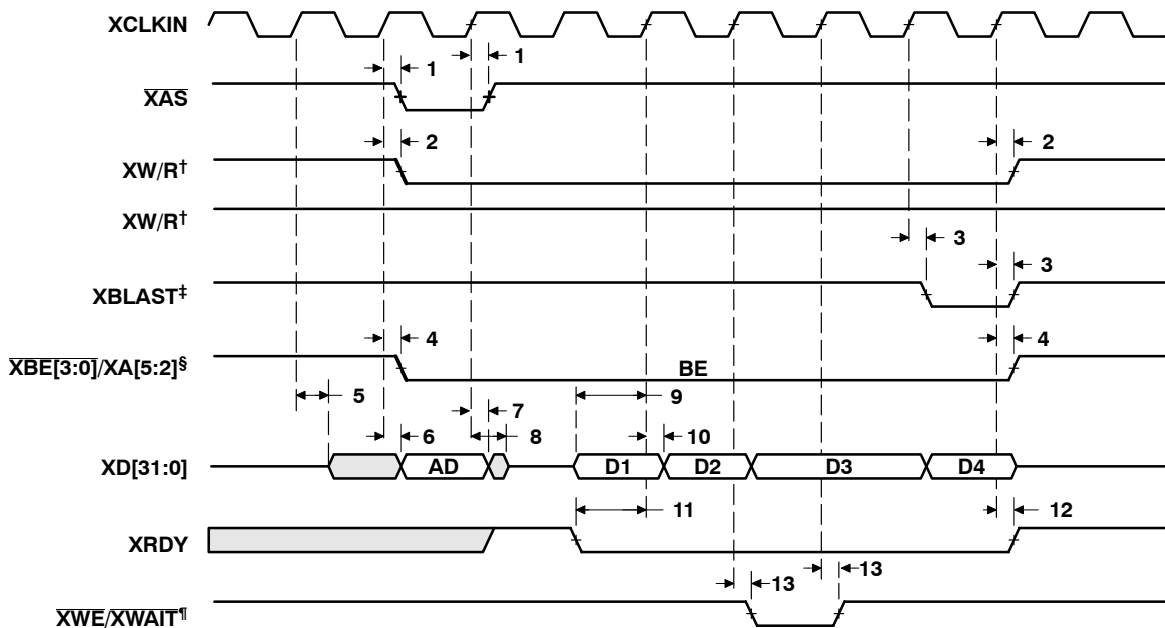 XCLKIN
1
1
XAS
2
2
XW/R†
XW/R†
3
3
XBLAST‡
4
4
XBE[3:0]/XA[5:2]§
BE
5
7
9
6
8
10
XD[31:0]
AD
D1
D2
D3
D4
11
12
XRDY
13
13
XWE/XWAIT¶